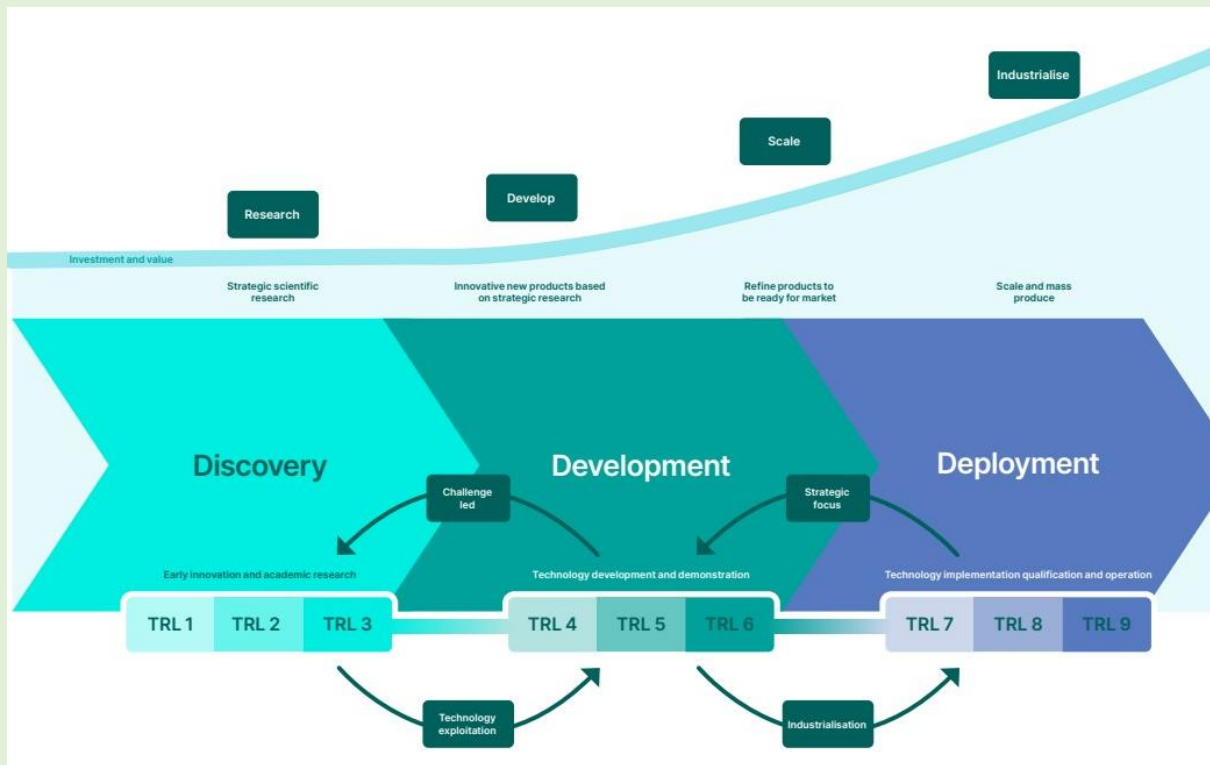 Industrialise
Scale
Develop
Research
Investment and value
Strategic scientific
research
Innovative new products based
on strategic research
Refine products to
be ready for market
Scale and mass
produce
Discovery
Development
Deployment
Challenge
led
Strategic
focus
Early innovation and academic research
Technology development and demonstration
Technology implementation qualification and operation
TRL 1
TRL 2
TRL 3
TRL 4
TRL 5
TRL 6
TRL 7
TRL 8
TRL 9
Technology
exploitation
Industrialisation